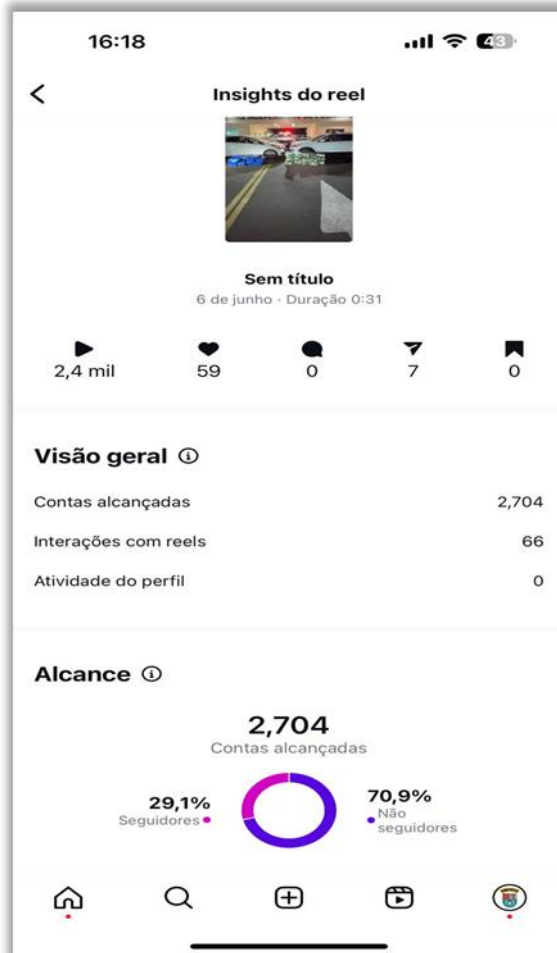 16:18
43
Insights do reel
Sem título
6 de junho · Duração 0:31
2,4 mil 59 0 7 0
Visão geral
Contas alcançadas 2,704
Interações com reels 66
Atividade do perfil 0
Alcance
2,704
Contas alcançadas
29,1%
Seguidores
70,9%
Não
seguidores